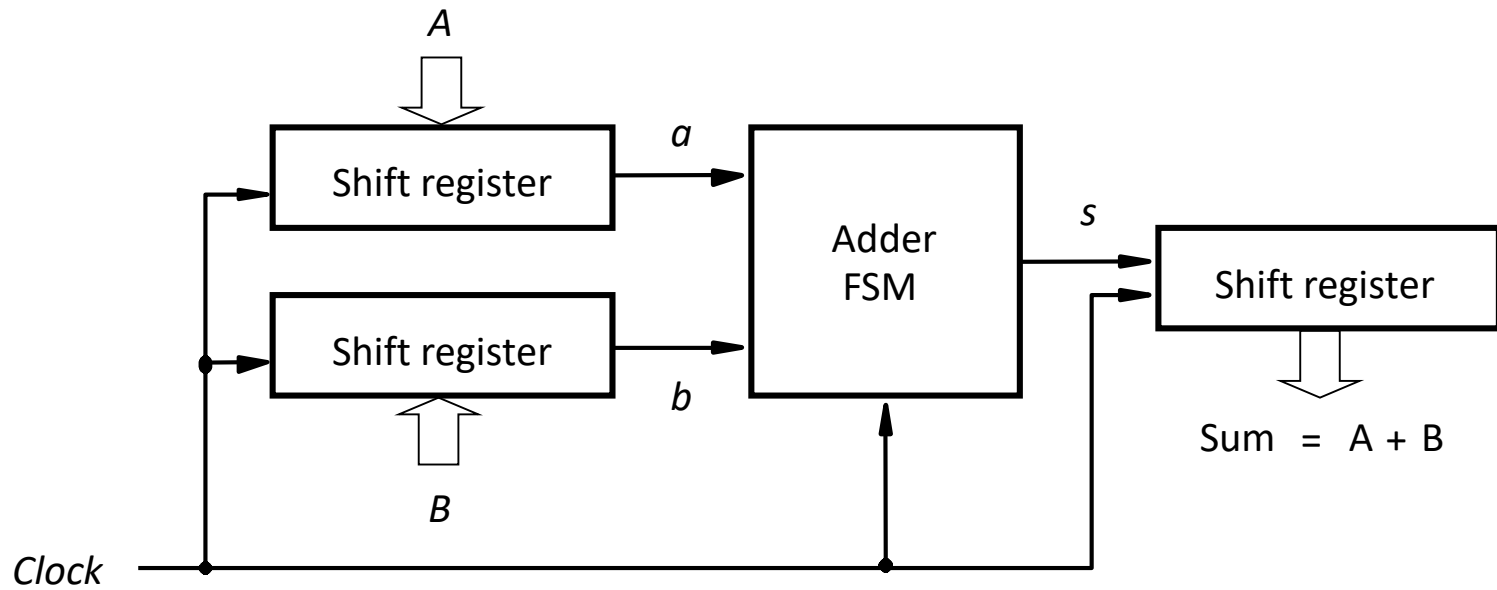 A
Shift register
a
Adder
FSM
s
Shift register
Shift register
b
B
Sum = A + B
Clock